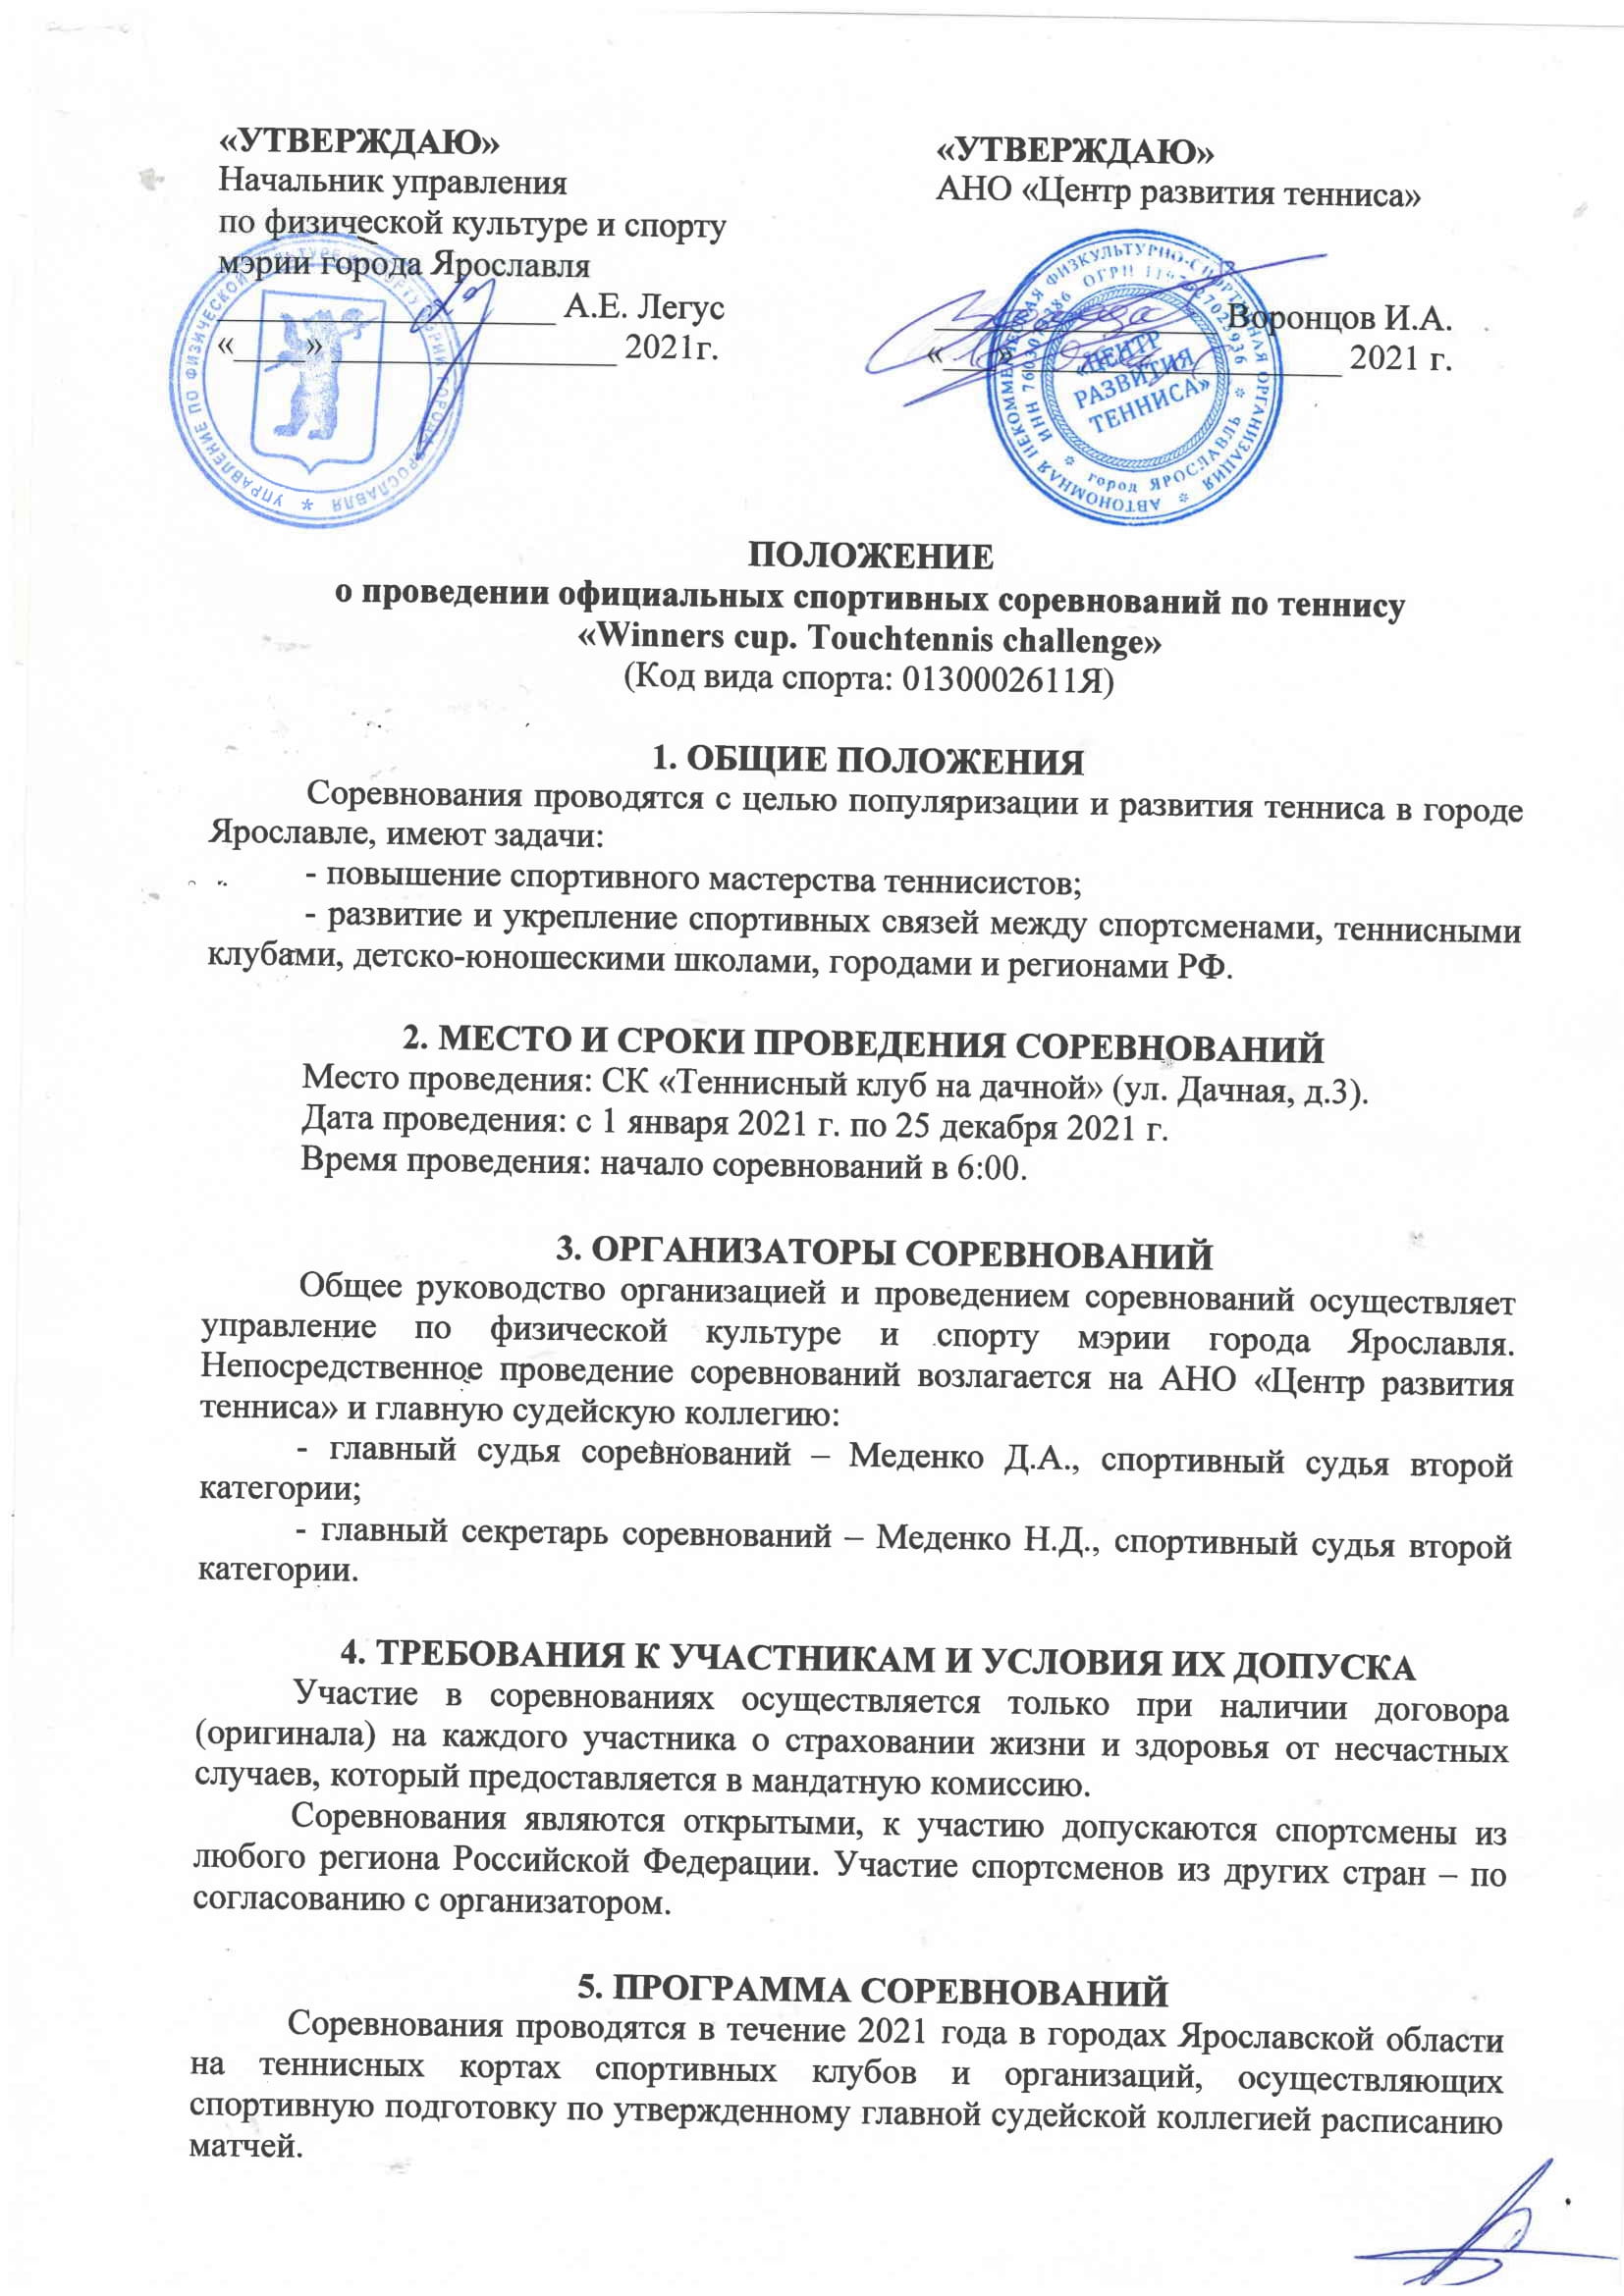 «УТВЕРЖДАЮ»
Начальник управления
по физической культуре и спорту
мэрии города Ярославля
А.Е. Легус
«____» ________________ 2021г.
«УТВЕРЖДАЮ»
АНО «Центр развития тенниса»
Воронцов И.А.
2021 г.
УПРАВЛЕНИЕ ПО ФИЗИЧЕСКОЙ КУЛЬТУРЕ И СПОРТУ МЭРИИ ГОРОДА ЯРОСЛАВЛЯ
АВТОНОМНАЯ НЕКОММЕРЧЕСКАЯ ФИЗКУЛЬТУРНО-СПОРТИВНАЯ ОРГАНИЗАЦИЯ
город ЯРОСЛАВЛЬ
ИНН
ОГРН
«ЦЕНТР
РАЗВИТИЯ
ТЕННИСА»
ПОЛОЖЕНИЕ
о проведении официальных спортивных соревнований по теннису
«Winners cup. Touchtennis challenge»
(Код вида спорта: 0130002611Я)
1. ОБЩИЕ ПОЛОЖЕНИЯ
Соревнования проводятся с целью популяризации и развития тенниса в городе
Ярославле, имеют задачи:
- повышение спортивного мастерства теннисистов;
- развитие и укрепление спортивных связей между спортсменами, теннисными
клубами, детско-юношескими школами, городами и регионами РФ.
2. МЕСТО И СРОКИ ПРОВЕДЕНИЯ СОРЕВНОВАНИЙ
Место проведения: СК «Теннисный клуб на дачной» (ул. Дачная, д.3).
Дата проведения: с 1 января 2021 г. по 25 декабря 2021 г.
Время проведения: начало соревнований в 6:00.
3. ОРГАНИЗАТОРЫ СОРЕВНОВАНИЙ
Общее руководство организацией и проведением соревнований осуществляет
управление по физической культуре и спорту мэрии города Ярославля.
Непосредственное проведение соревнований возлагается на АНО «Центр развития
тенниса» и главную судейскую коллегию:
- главный судья соревнований – Меденко Д.А., спортивный судья второй
категории;
- главный секретарь соревнований – Меденко Н.Д., спортивный судья второй
категории.
4. ТРЕБОВАНИЯ К УЧАСТНИКАМ И УСЛОВИЯ ИХ ДОПУСКА
Участие в соревнованиях осуществляется только при наличии договора
(оригинала) на каждого участника о страховании жизни и здоровья от несчастных
случаев, который предоставляется в мандатную комиссию.
Соревнования являются открытыми, к участию допускаются спортсмены из
любого региона Российской Федерации. Участие спортсменов из других стран – по
согласованию с организатором.
5. ПРОГРАММА СОРЕВНОВАНИЙ
Соревнования проводятся в течение 2021 года в городах Ярославской области
на теннисных кортах спортивных клубов и организаций, осуществляющих
спортивную подготовку по утвержденному главной судейской коллегией расписанию
матчей.